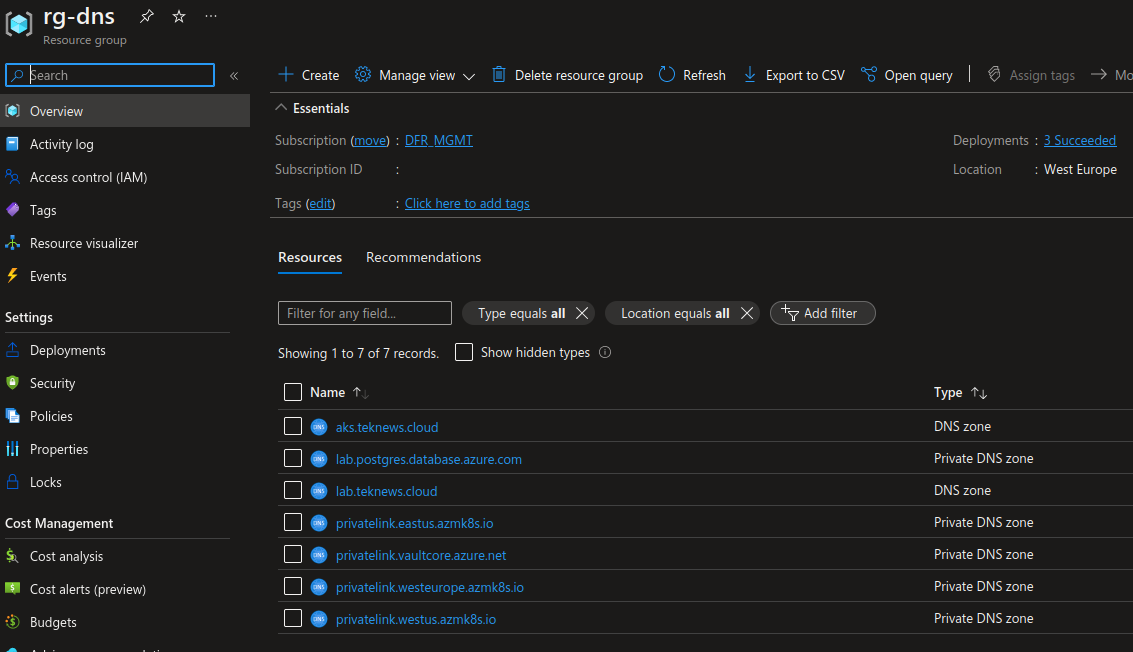 rg-dns
Resource group
Search
Overview
Activity log
Access control (IAM)
Tags
Resource visualizer
Events
Settings
Deployments
Security
Policies
Properties
Locks
Cost Management
Cost analysis
Cost alerts (preview)
Budgets
Create Manage view Delete resource group Refresh Export to CSV Open query Assign tags Mo
Essentials
Subscription (move) : DFR_MGMT Deployments : 3 Succeeded
Subscription ID : Location : West Europe
Tags (edit) : Click here to add tags
Resources Recommendations
Filter for any field... Type equals all Location equals all Add filter
Showing 1 to 7 of 7 records. Show hidden types
Name Type
DNS aks.teknews.cloud DNS zone
DNS lab.postgres.database.azure.com Private DNS zone
DNS lab.teknews.cloud DNS zone
DNS privatelink.eastus.azmk8s.io Private DNS zone
DNS privatelink.vaultcore.azure.net Private DNS zone
DNS privatelink.westeurope.azmk8s.io Private DNS zone
DNS privatelink.westus.azmk8s.io Private DNS zone